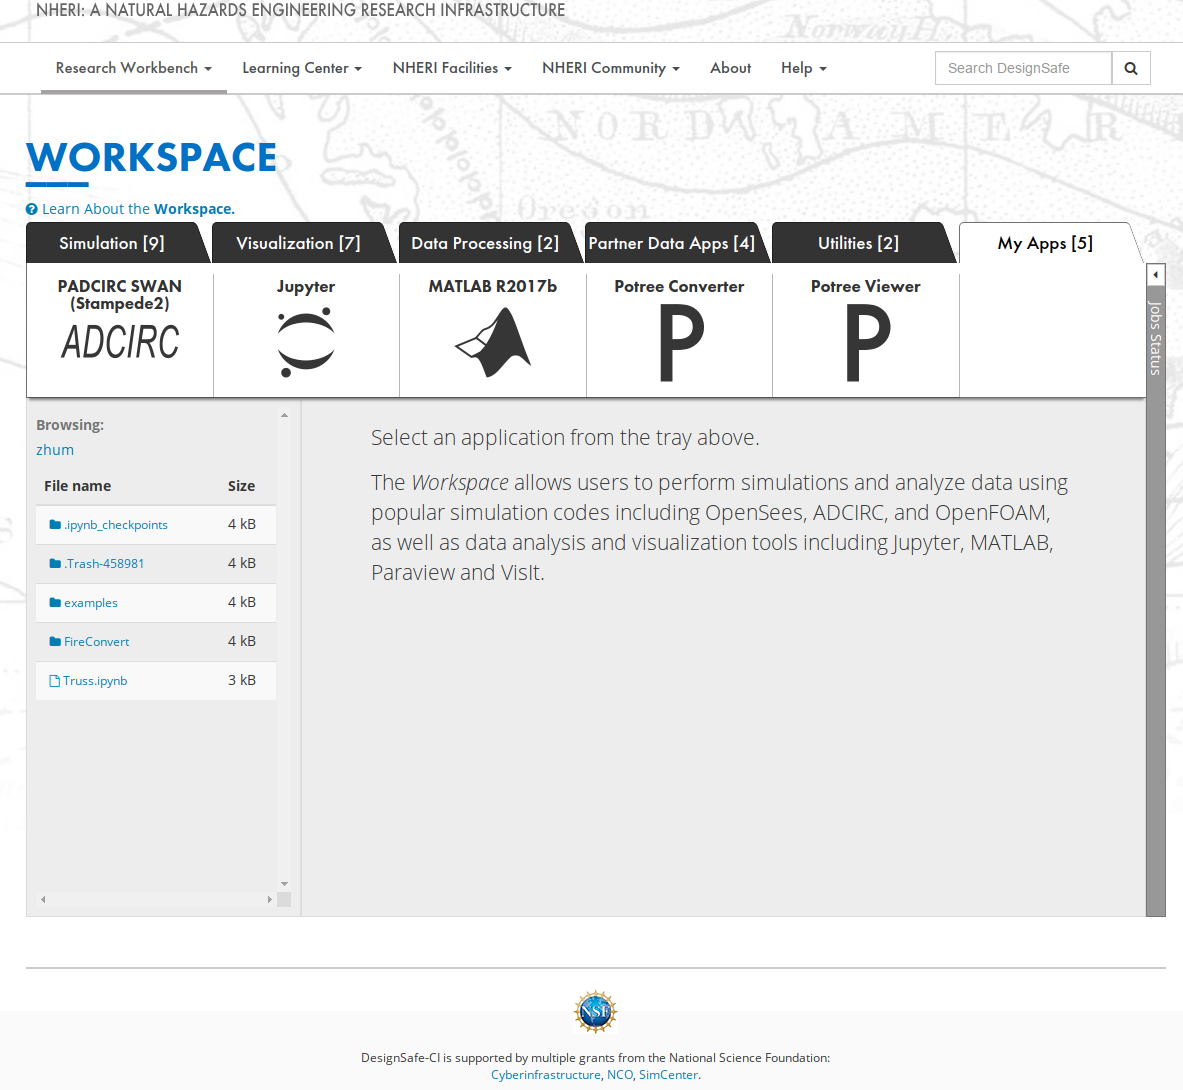 NHERI: A NATURAL HAZARDS ENGINEERING RESEARCH INFRASTRUCTURE
Research Workbench Learning Center NHERI Facilities NHERI Community About Help Search DesignSafe
Norway H.
NORD AMER
WORKSPACE
Oregon
Learn About the Workspace.
Simulation [9] Visualization [7] Data Processing [2] Partner Data Apps [4] Utilities [2] My Apps [5]
PADCIRC SWAN (Stampede2)
ADCIRC
Jupyter
MATLAB R2017b
Potree Converter
P
Potree Viewer
P
Jobs Status
Browsing:
zhum
File name Size
.ipynb_checkpoints 4 kB
.Trash-458981 4 kB
examples 4 kB
FireConvert 4 kB
Truss.ipynb 3 kB
Select an application from the tray above.
The Workspace allows users to perform simulations and analyze data using
popular simulation codes including OpenSees, ADCIRC, and OpenFOAM,
as well as data analysis and visualization tools including Jupyter, MATLAB,
Paraview and VisIt.
NSF
DesignSafe-CI is supported by multiple grants from the National Science Foundation:
Cyberinfrastructure, NCO, SimCenter.